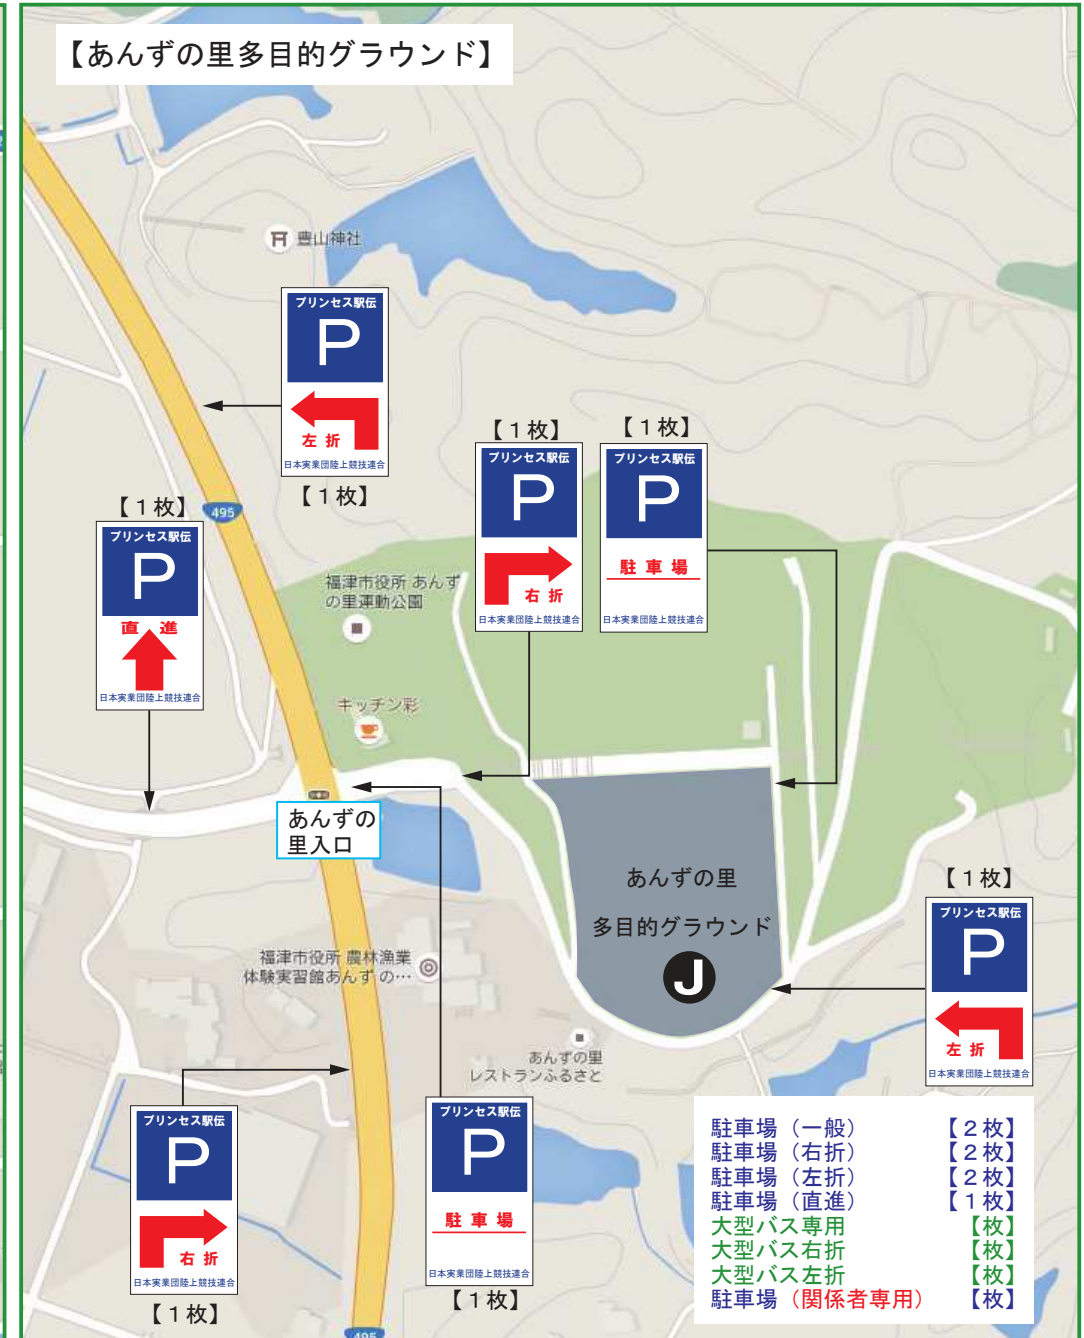 【あんずの里多目的グラウンド】
豊山神社
プリンセス駅伝
P
左 折
日本実業団陸上競技連合
【１枚】
495
【１枚】
プリンセス駅伝
P
直 進
日本実業団陸上競技連合
【１枚】
プリンセス駅伝
P
右 折
日本実業団陸上競技連合
【１枚】
プリンセス駅伝
P
駐 車 場
日本実業団陸上競技連合
福津市役所 あんず
の里運動公園
キッチン彩
あんずの
里入口
あんずの里
多目的グラウンド
J
福津市役所 農林漁業
体験実習館あんず の…
あんずの里
レストランふるさと
【１枚】
プリンセス駅伝
P
左 折
日本実業団陸上競技連合
プリンセス駅伝
P
右 折
日本実業団陸上競技連合
【１枚】
プリンセス駅伝
P
駐 車 場
日本実業団陸上競技連合
【１枚】
495
駐車場（一般） 【２枚】
駐車場（右折） 【２枚】
駐車場（左折） 【２枚】
駐車場（直進） 【１枚】
大型バス専用 【枚】
大型バス右折 【枚】
大型バス左折 【枚】
駐車場（関係者専用） 【枚】